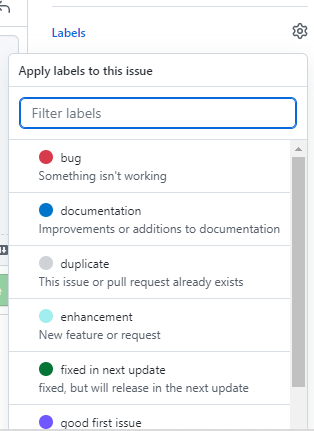 Labels
Apply labels to this issue
Filter labels
bug
Something isn't working
documentation
Improvements or additions to documentation
duplicate
This issue or pull request already exists
enhancement
New feature or request
fixed in next update
fixed, but will release in the next update
good first issue